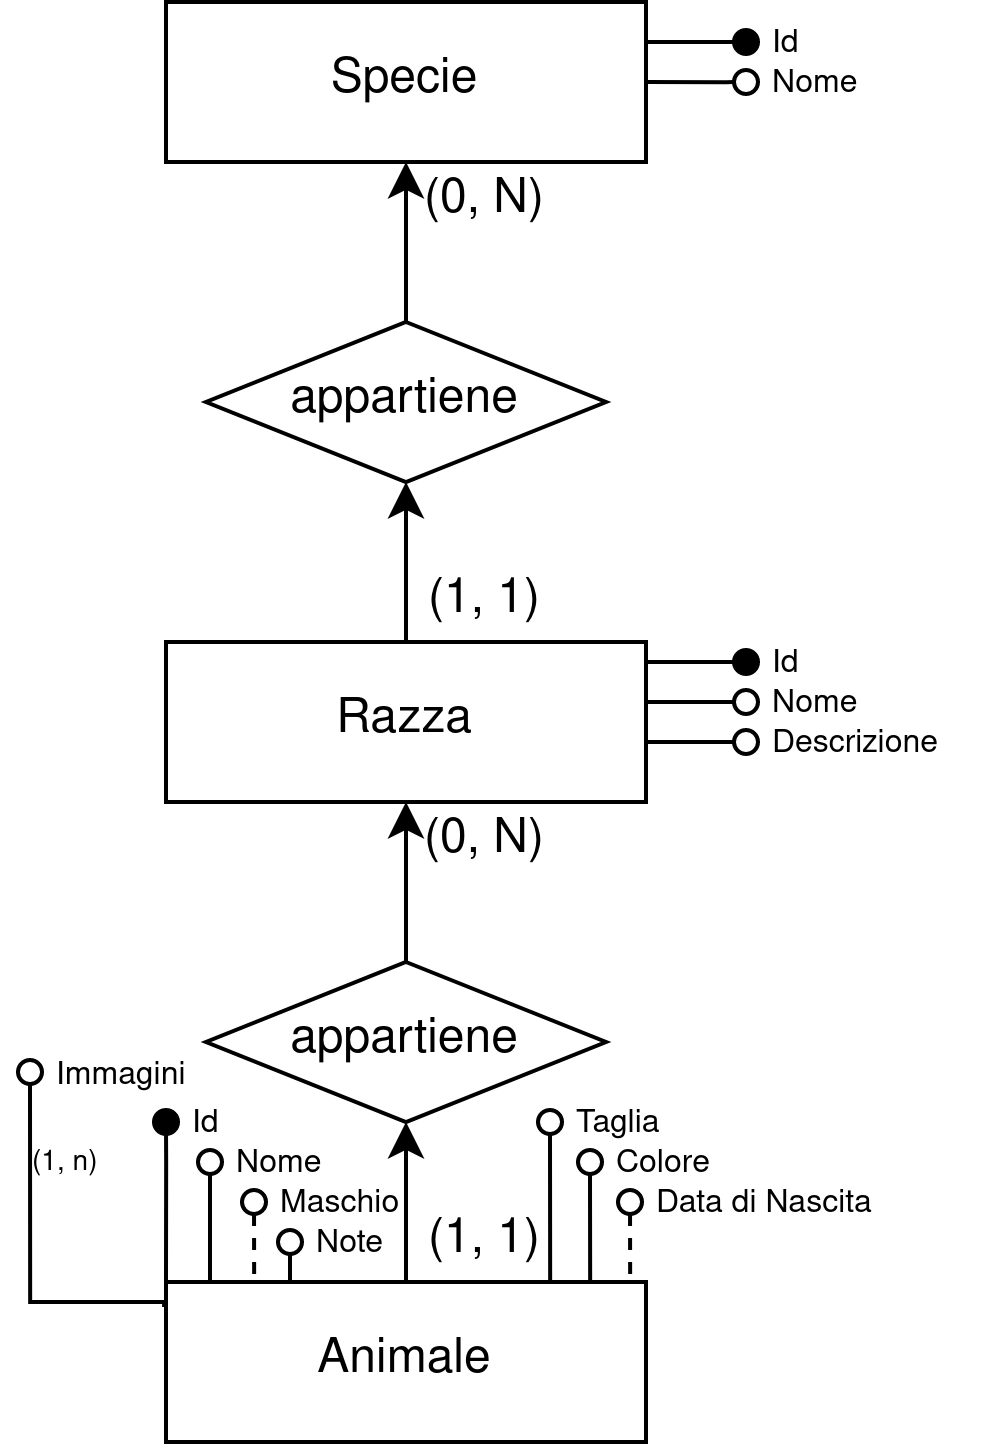 Specie
Id
Nome
(0, N)
appartiene
(1, 1)
Razza
Id
Nome
Descrizione
(0, N)
appartiene
Immagini
(1, n)
Id
Nome
Maschio
Note
(1, 1)
Taglia
Colore
Data di Nascita
Animale